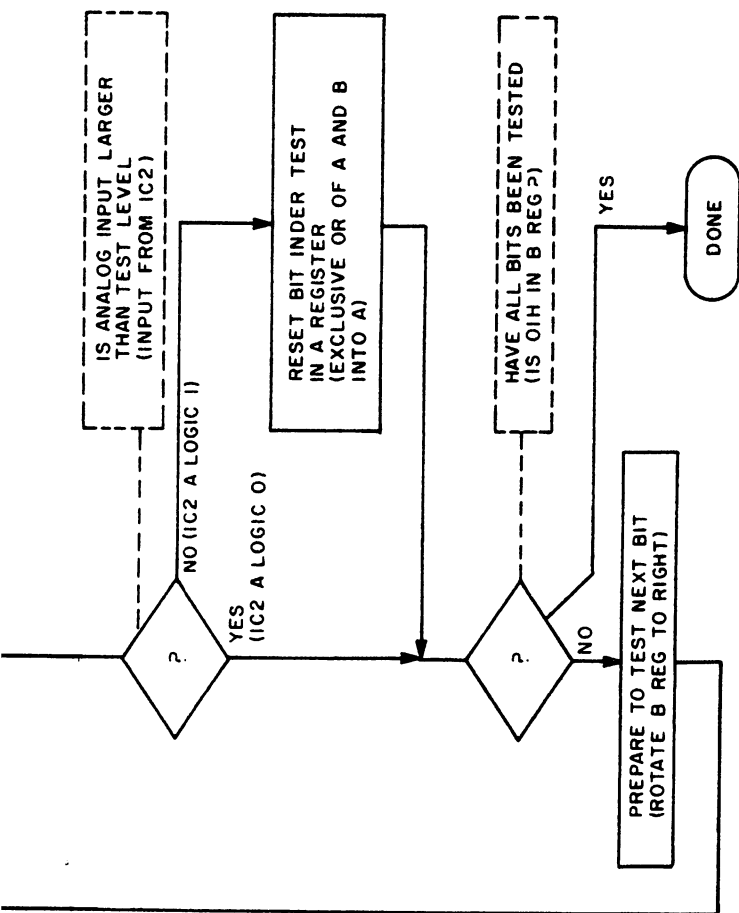 IS ANALOG INPUT LARGER
THAN TEST LEVEL
(INPUT FROM IC2)
?
NO (IC2 A LOGIC 1)
YES
(IC2 A LOGIC 0)
RESET BIT INDER TEST
IN A REGISTER
(EXCLUSIVE OR OF A AND B
INTO A)
HAVE ALL BITS BEEN TESTED
(IS 01H IN B REG ?)
?
YES
NO
DONE
PREPARE TO TEST NEXT BIT
(ROTATE B REG TO RIGHT)